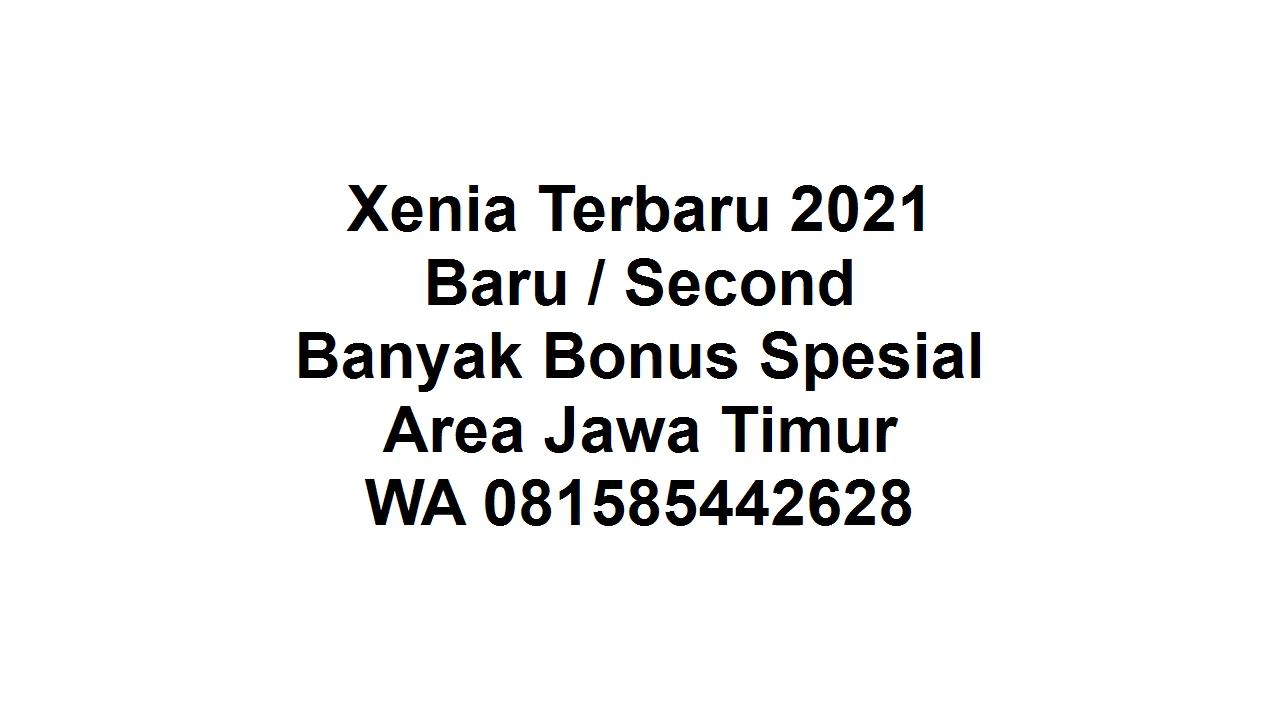 Xenia Terbaru 2021
Baru / Second
Banyak Bonus Spesial
Area Jawa Timur
WA 081585442628